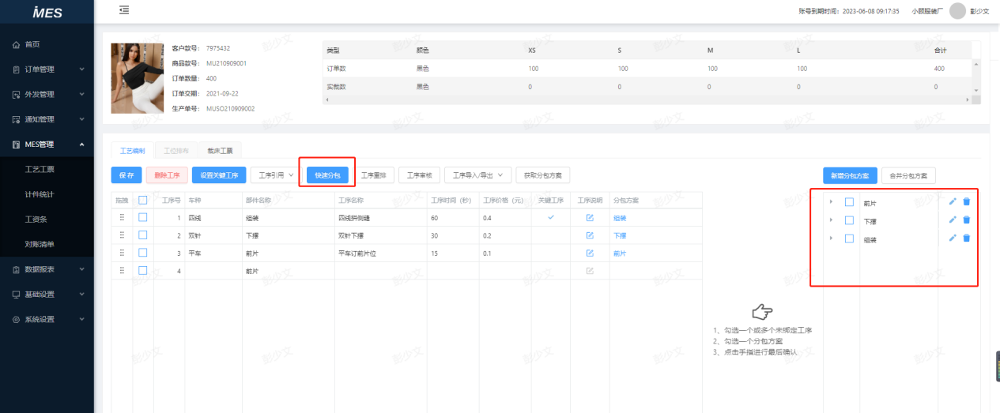 iMES
账号到期时间：2023-06-08 09:17:35 小顾服装厂 彭少文
首页
订单管理
外发管理
通知管理
MES管理
工艺工票
计件统计
工资条
对账清单
数据报表
基础设置
系统设置
客户款号： 7975432
商品款号： MU210909001
订单数量： 400
订单交期： 2021-09-22
生产单号： MUSO210909002
类型 颜色 XS S M L 合计
订单数 黑色 100 100 100 100 400
实裁数 黑色 0 0 0 0 0
工艺编制 工位排布 裁床工票
保存 删除工序 设置关键工序 工序引用 快速分包 工序重排 工序审核 工序导入/导出 获取分包方案 新增分包方案 合并分包方案
拖拽 工序号 车种 部件名称 工序名称 工序时间（秒） 工序价格（元） 关键工序 工序说明 分包方案
1 四线 组装 四线拼侧缝 60 0.4 组装
2 双针 下摆 双针下摆 30 0.2 下摆
3 平车 前片 平车订前片位 15 0.1 前片
4 前片
前片
下摆
组装
1、勾选一个或多个未绑定工序
2、勾选一个分包方案
3、点击手指进行最后确认
彭少文